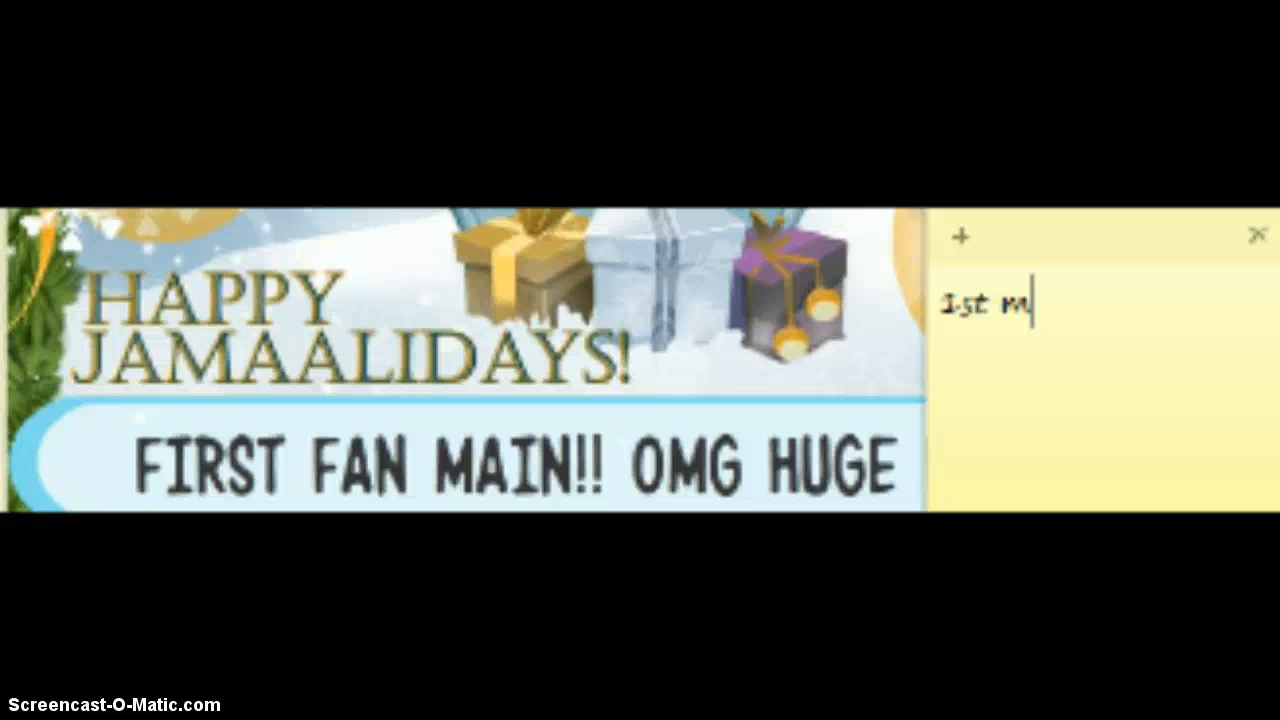 HAPPY
JAMAALIDAYS!
FIRST FAN MAIN!! OMG HUGE
1st m
Screencast-O-Matic.com